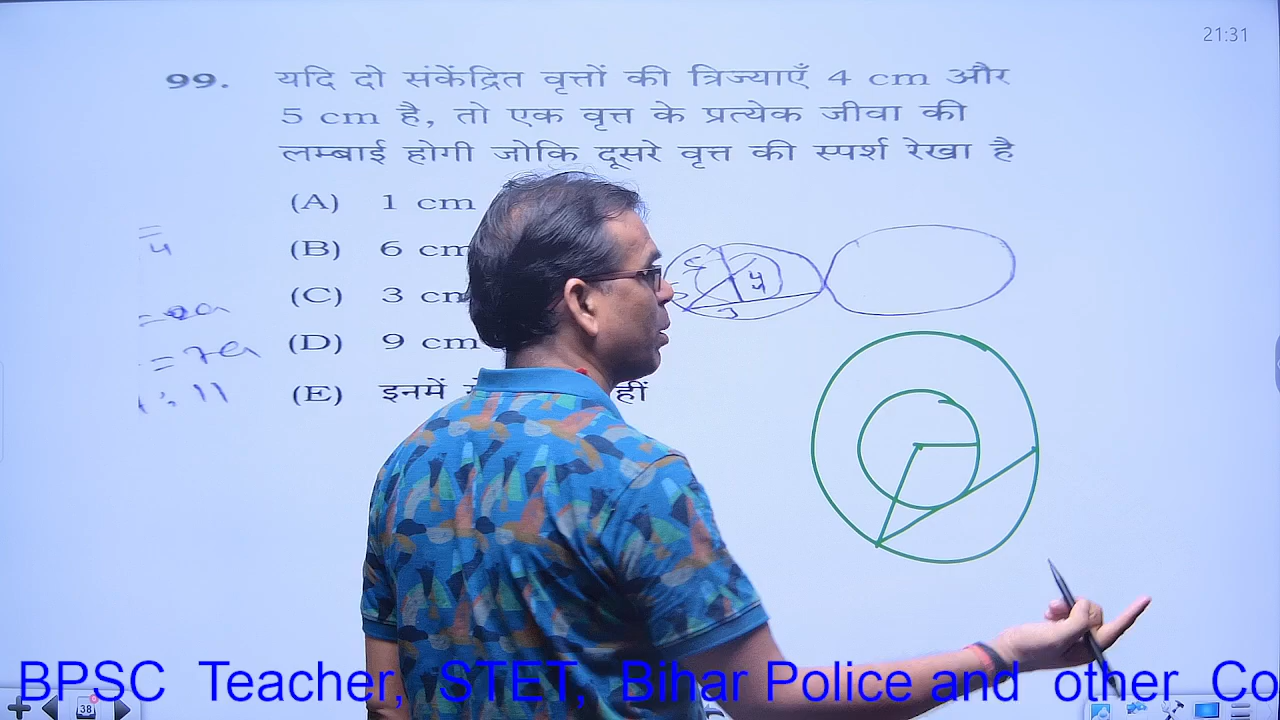 21:31
99. यदि दो संकेंद्रित वृत्तों की त्रिज्याएँ 4 cm और
5 cm है, तो एक वृत्त के प्रत्येक जीवा की
लम्बाई होगी जोकि दूसरे वृत्त की स्पर्श रेखा है
(A) 1 cm
(B) 6 cm
(C) 3 cm
(D) 9 cm
(E) इनमें
BPSC Teacher, STET, Bihar Police and other Co
38